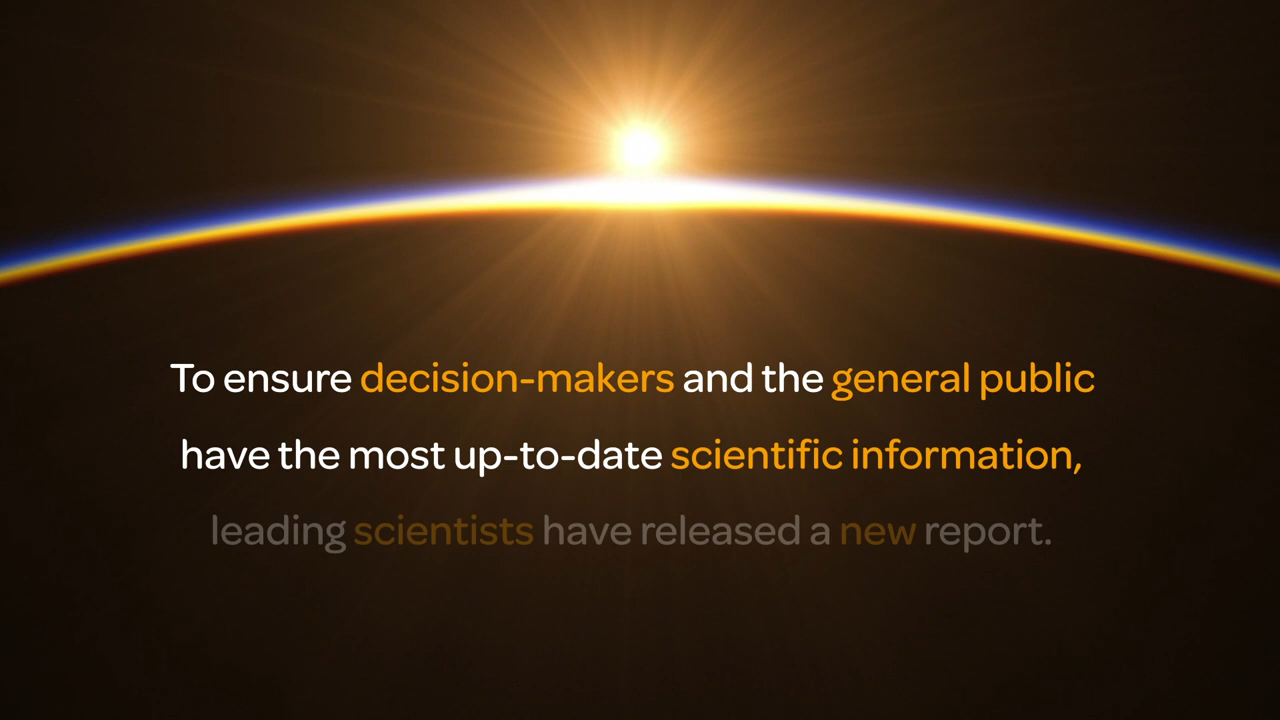 To ensure decision-makers and the general public
have the most up-to-date scientific information,
leading scientists have released a new report.